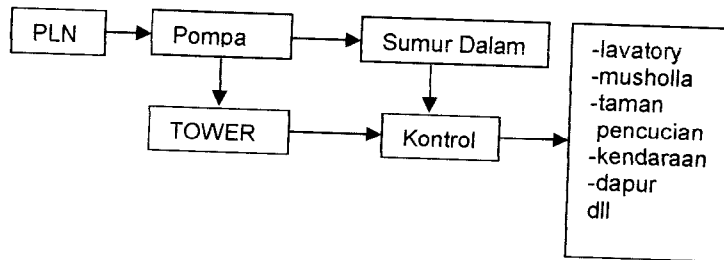 PLN
Pompa
Sumur Dalam
TOWER
Kontrol
-lavatory
-musholla
-taman
pencucian
-kendaraan
-dapur
dll